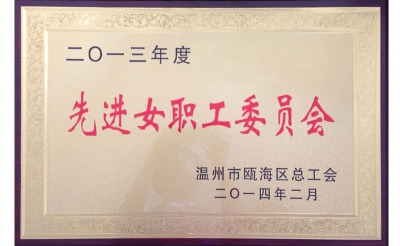 二〇一三年度
先进女职工委员会
温州市瓯海区总工会
二〇一四年二月